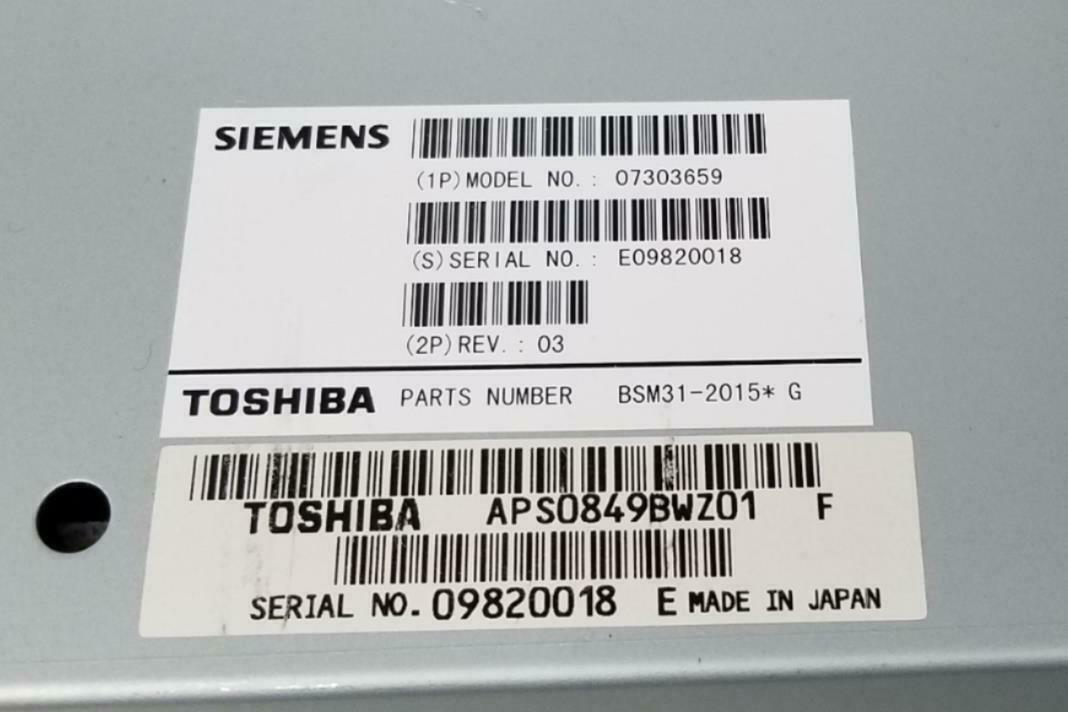 SIEMENS
(1P)MODEL NO.: 07303659
(S)SERIAL NO.: E09820018
(2P)REV.: 03
TOSHIBA PARTS NUMBER BSM31-2015* G
TOSHIBA APS0849BWZ01 F
SERIAL NO. 09820018 E MADE IN JAPAN